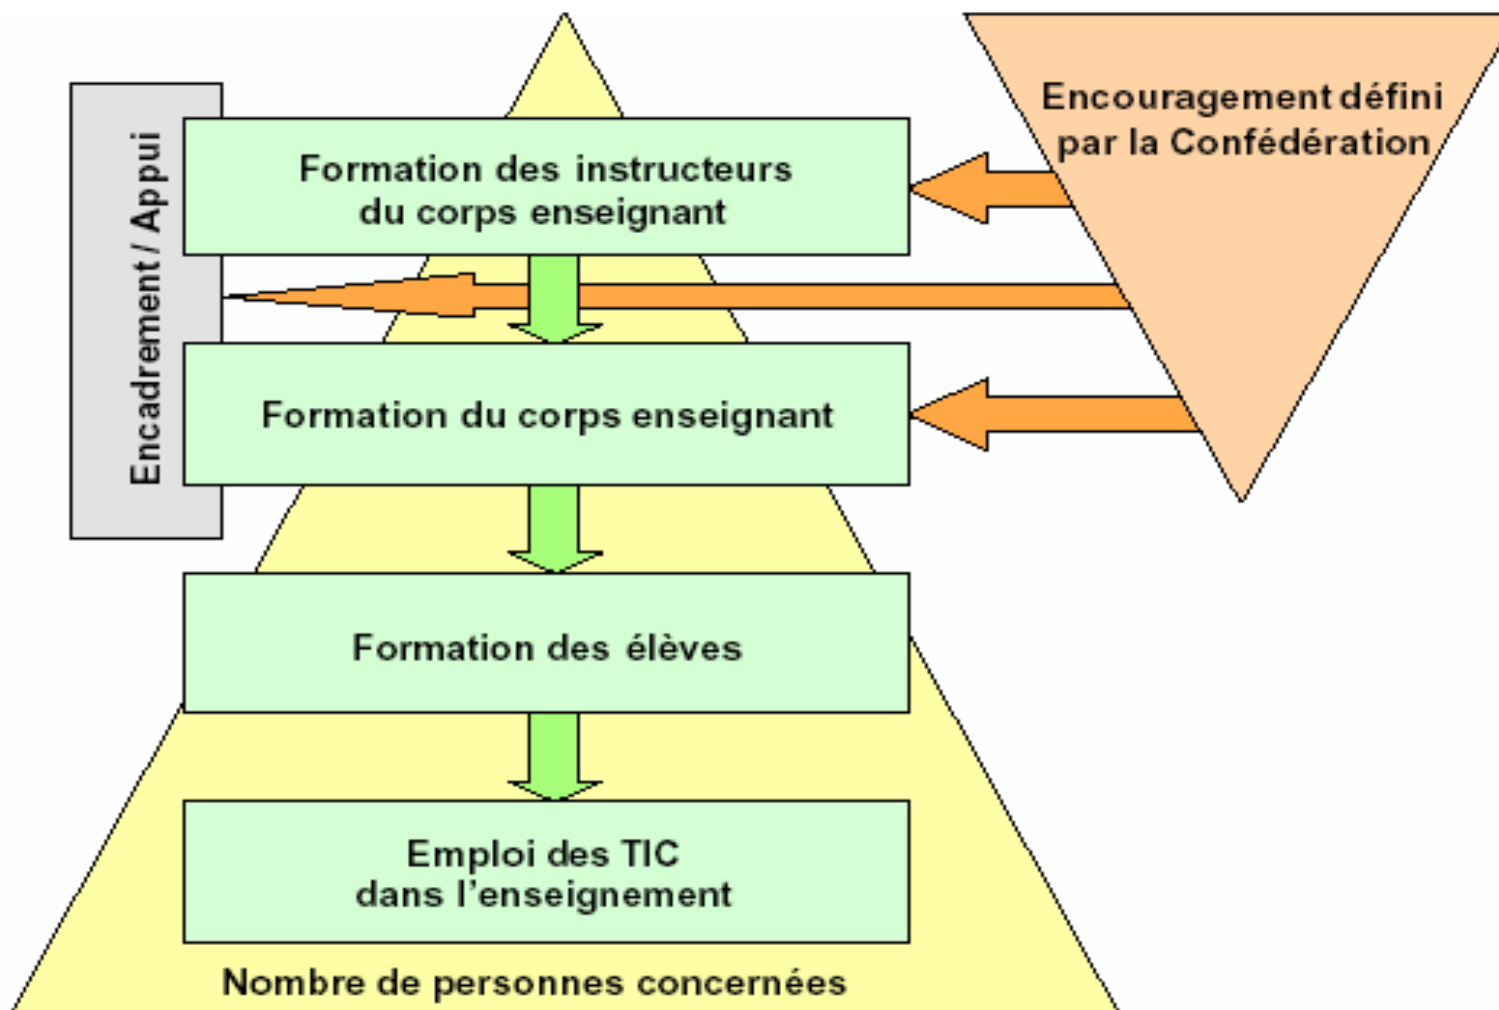 Encouragement défini
par la Confédération
Encadrement / Appui
Formation des instructeurs
du corps enseignant
Formation du corps enseignant
Formation des élèves
Emploi des TIC
dans l'enseignement
Nombre de personnes concernées